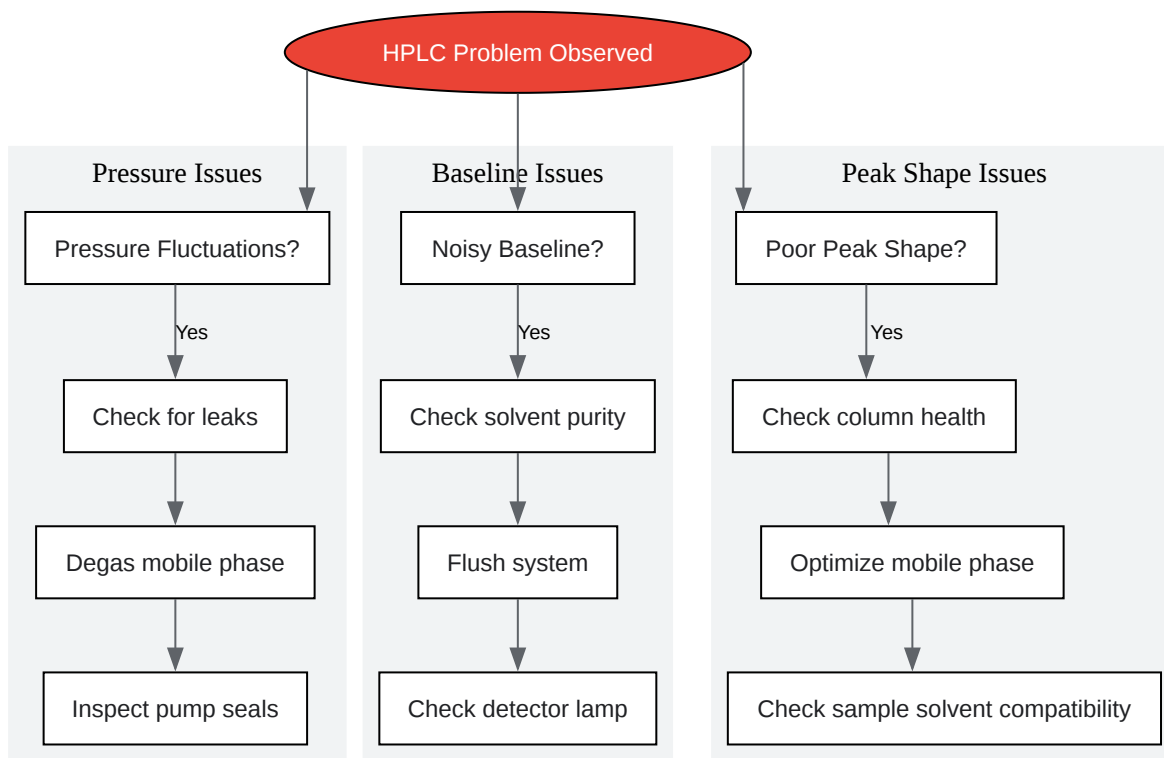 HPLC Problem Observed
Pressure Issues
Pressure Fluctuations?
Yes
Check for leaks
Degas mobile phase
Inspect pump seals
Baseline Issues
Noisy Baseline?
Yes
Check solvent purity
Flush system
Check detector lamp
Peak Shape Issues
Poor Peak Shape?
Yes
Check column health
Optimize mobile phase
Check sample solvent compatibility